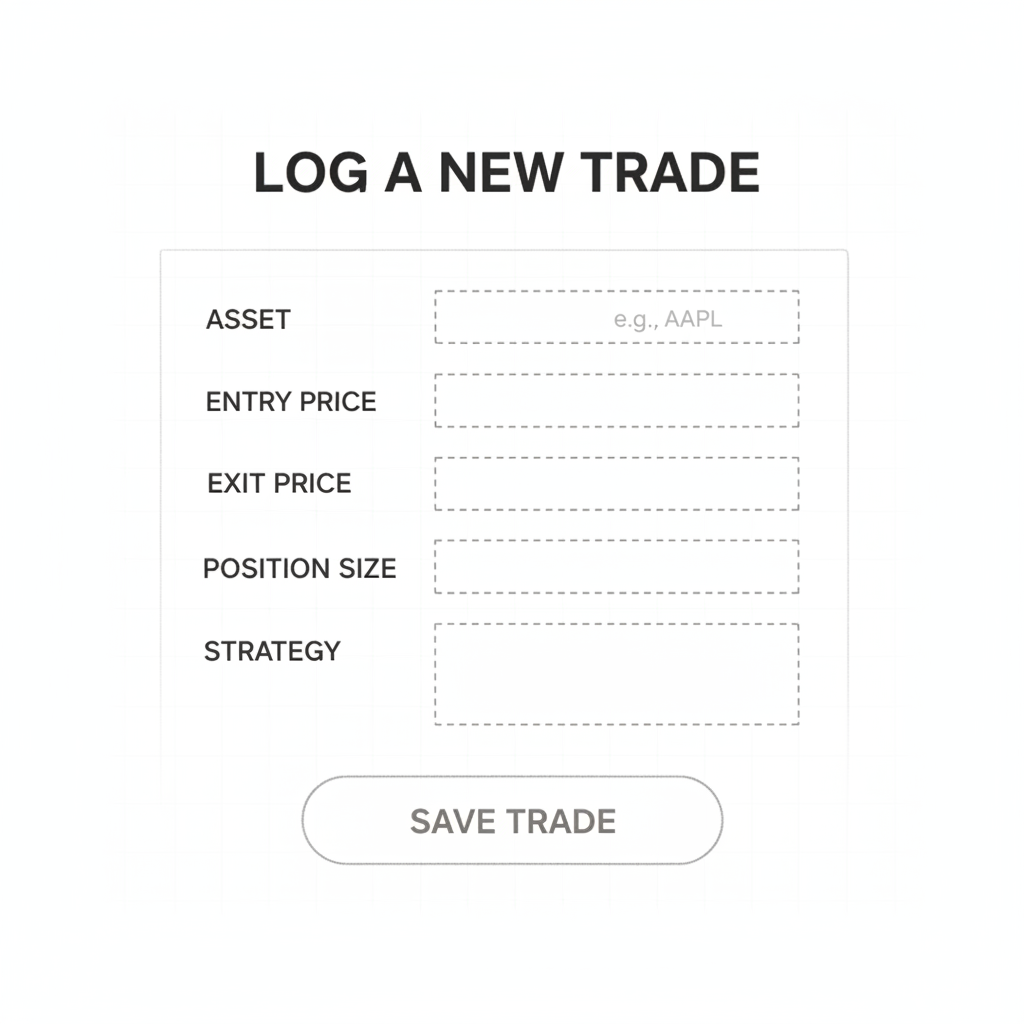 LOG A NEW TRADE
ASSET
e.g., AAPL
ENTRY PRICE
EXIT PRICE
POSITION SIZE
STRATEGY
SAVE TRADE